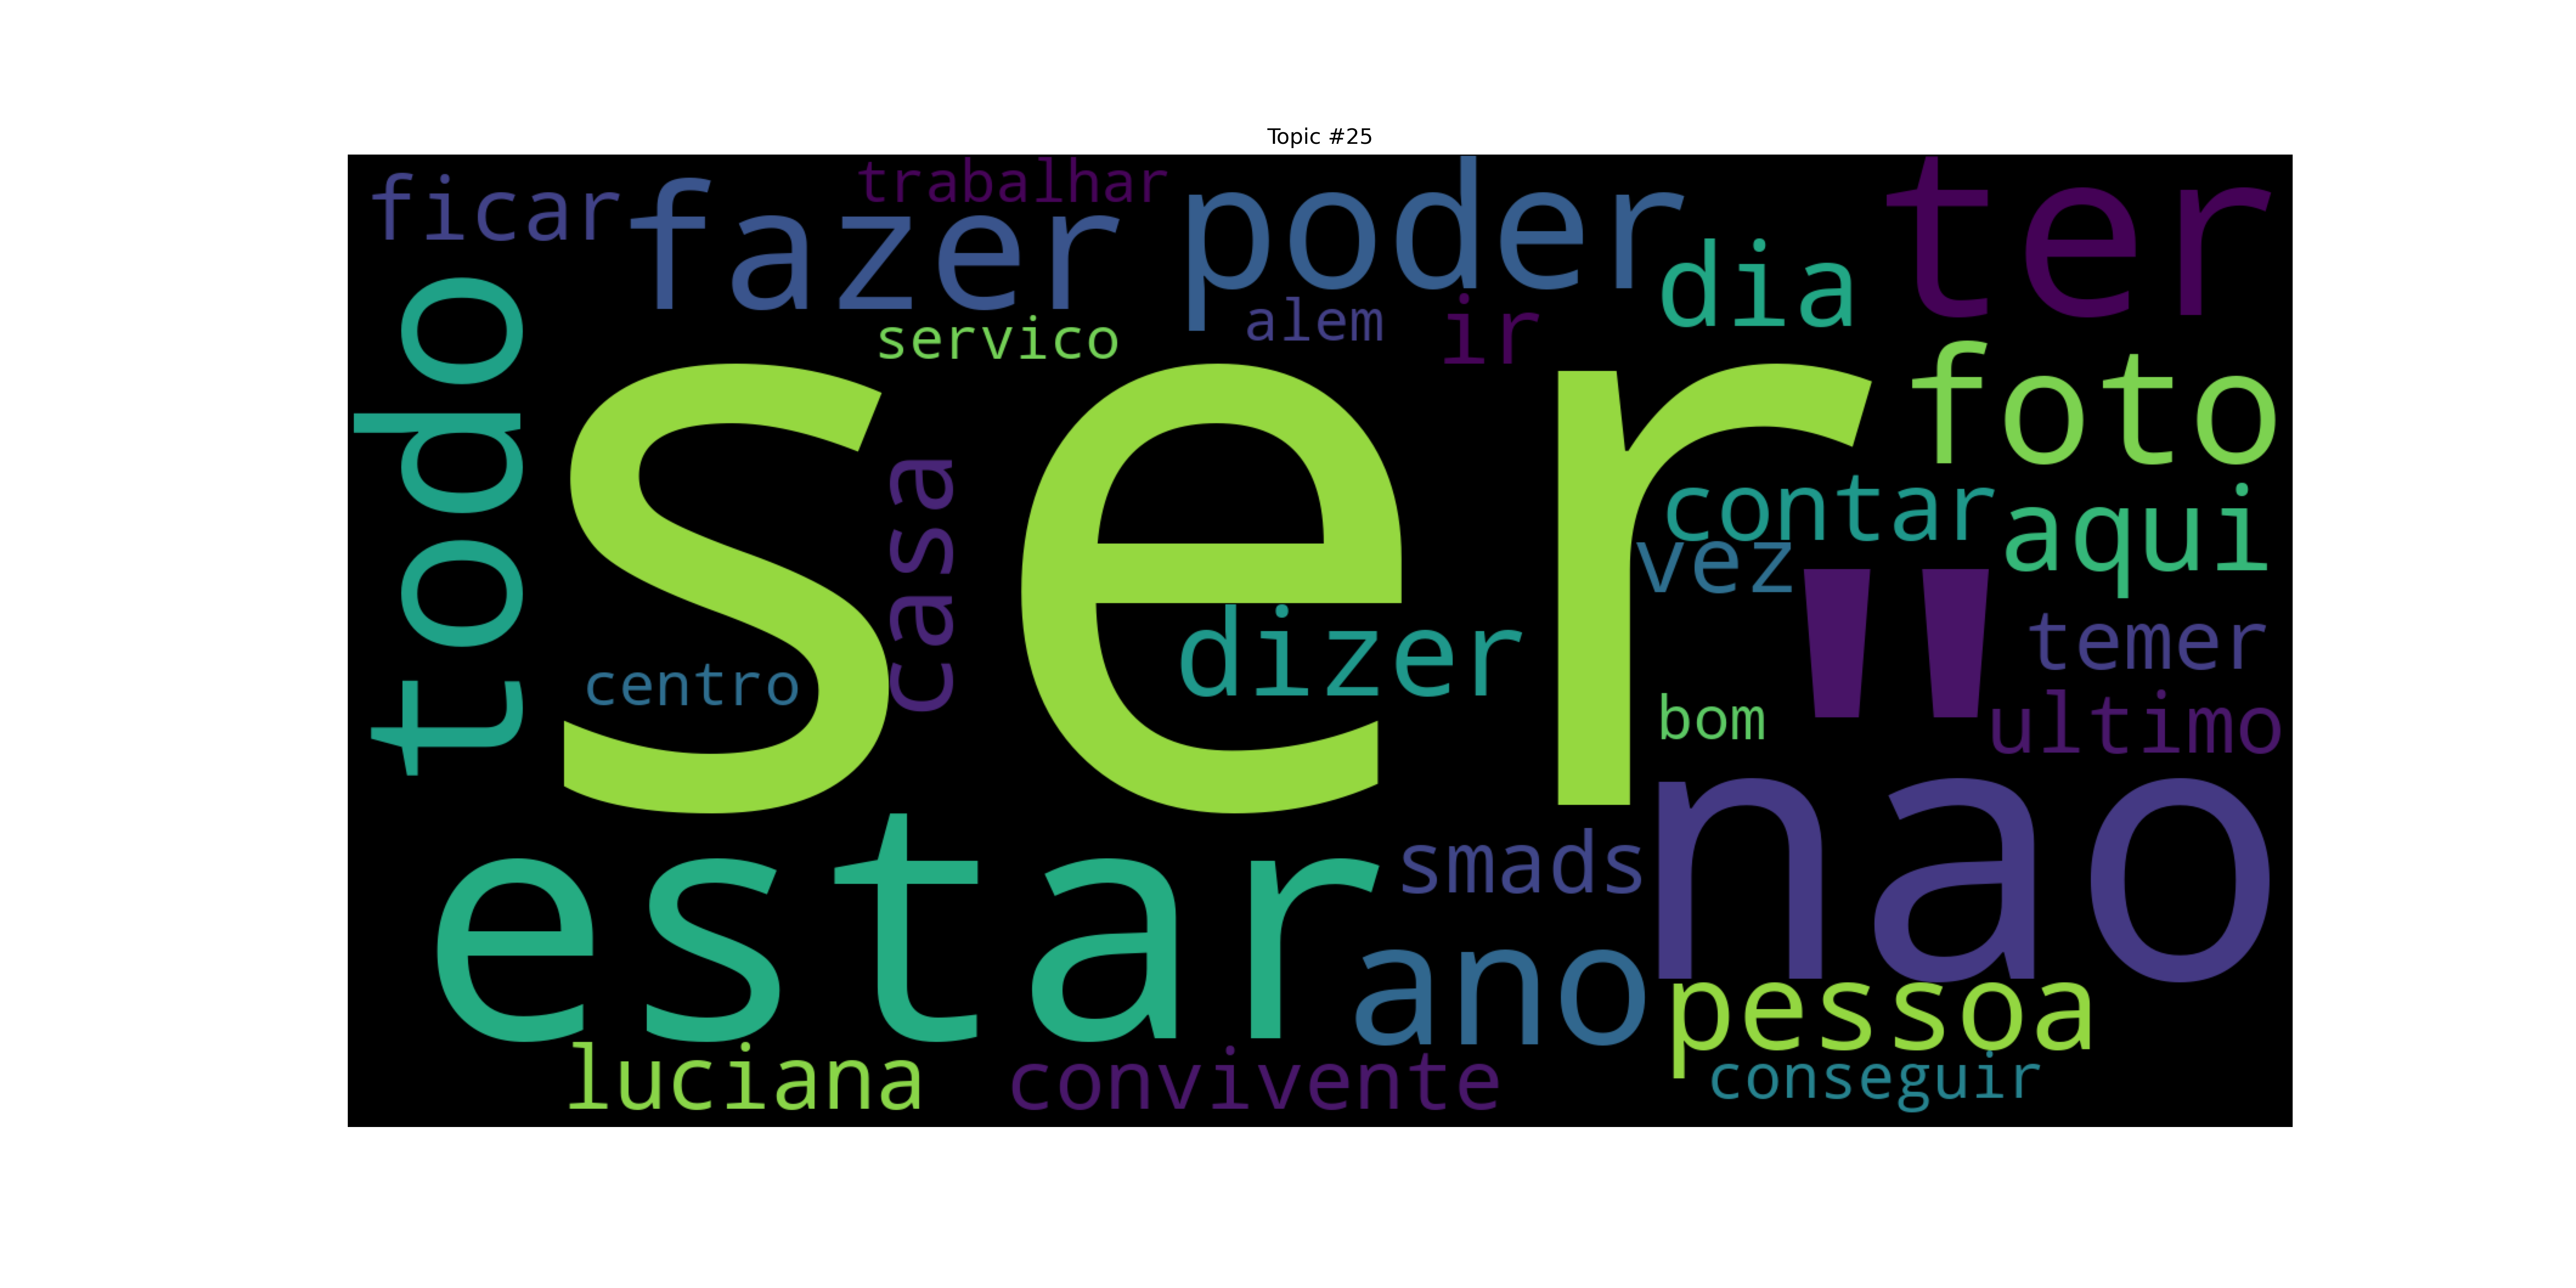 Topic #25
ficar
trabalhar
fazer
poder
ter
dia
servico
alem
ir
todo
ser
foto
casa
contar
aqui
vez
dizer
"
temer
centro
bom
ultimo
estar
smads
nao
ano
pessoa
luciana
convivente
conseguir